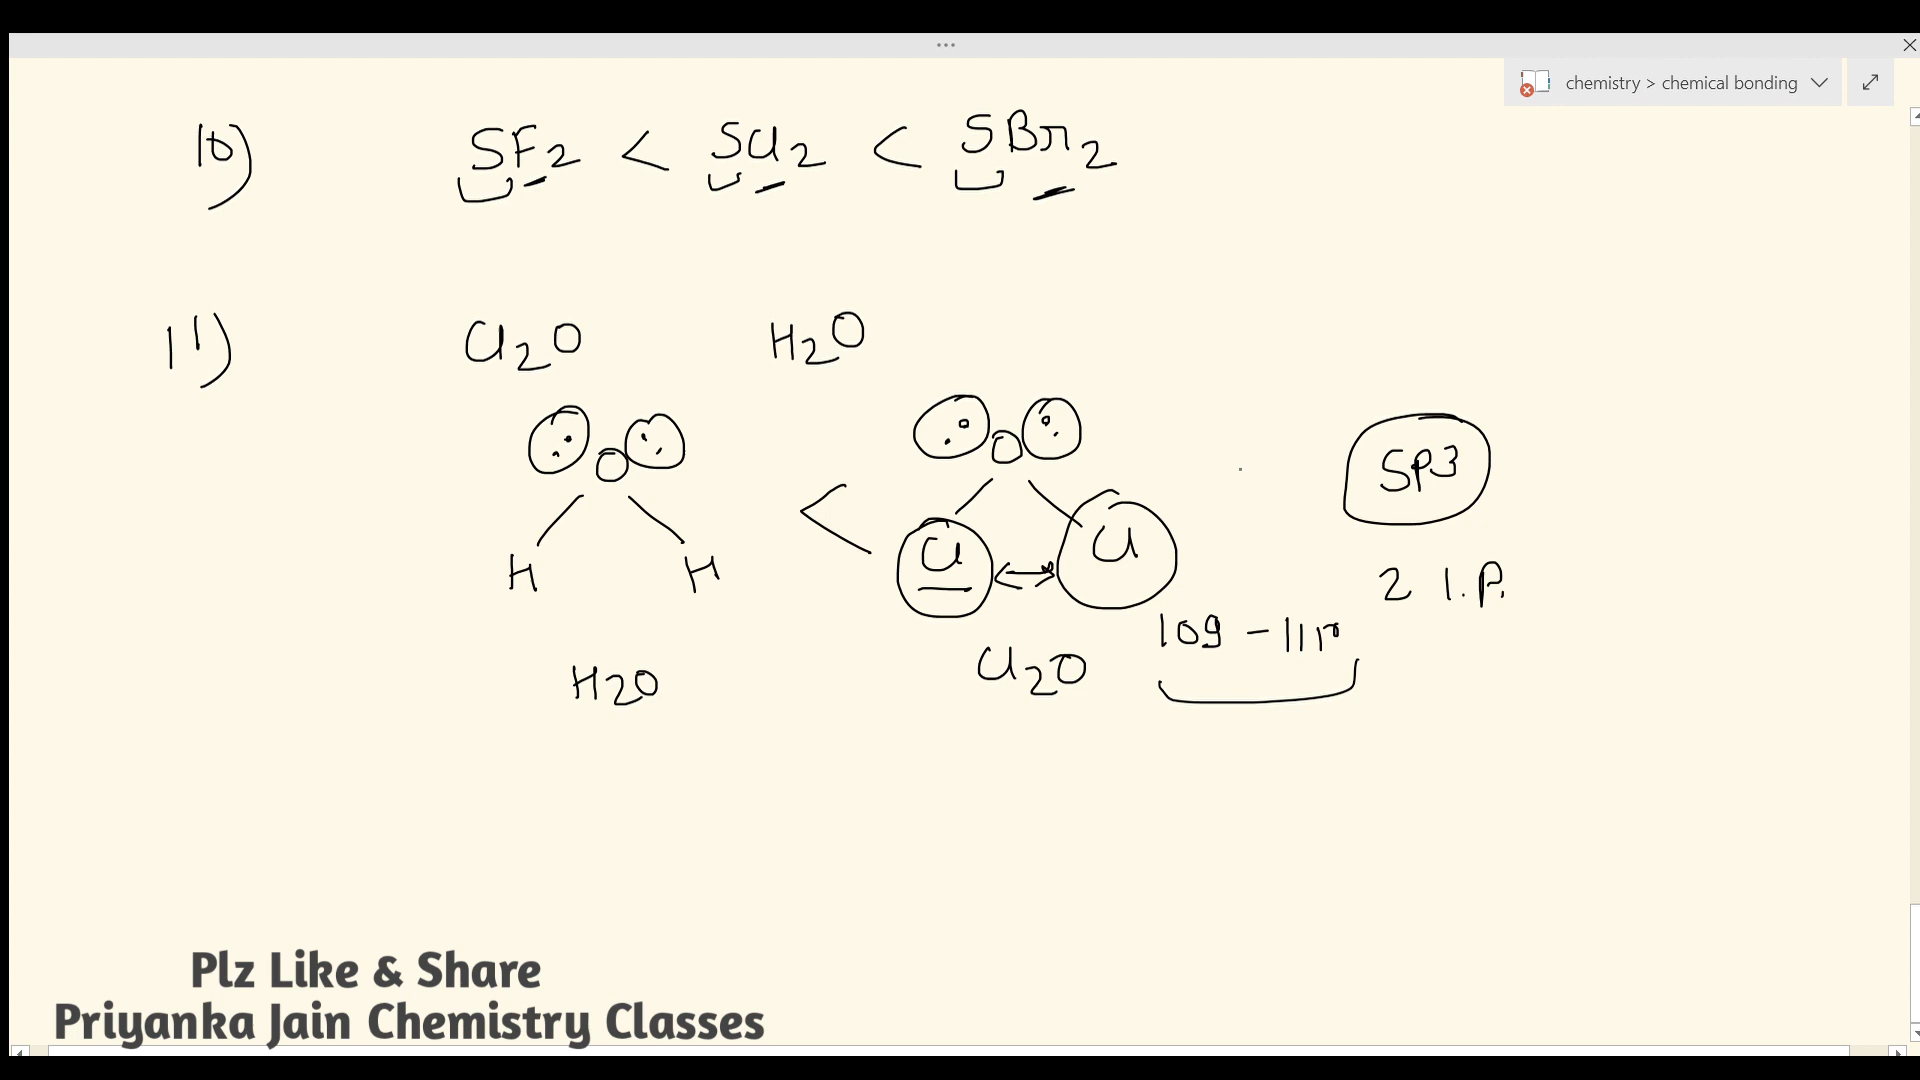 chemistry > chemical bonding
10) SF2 < SCl2 < SBr2
11) Cl2O H2O
O O
SP3
< Cl Cl
H H
2 l.P.
109 - 111°
H2O Cl2O
Plz Like & Share
Priyanka Jain Chemistry Classes